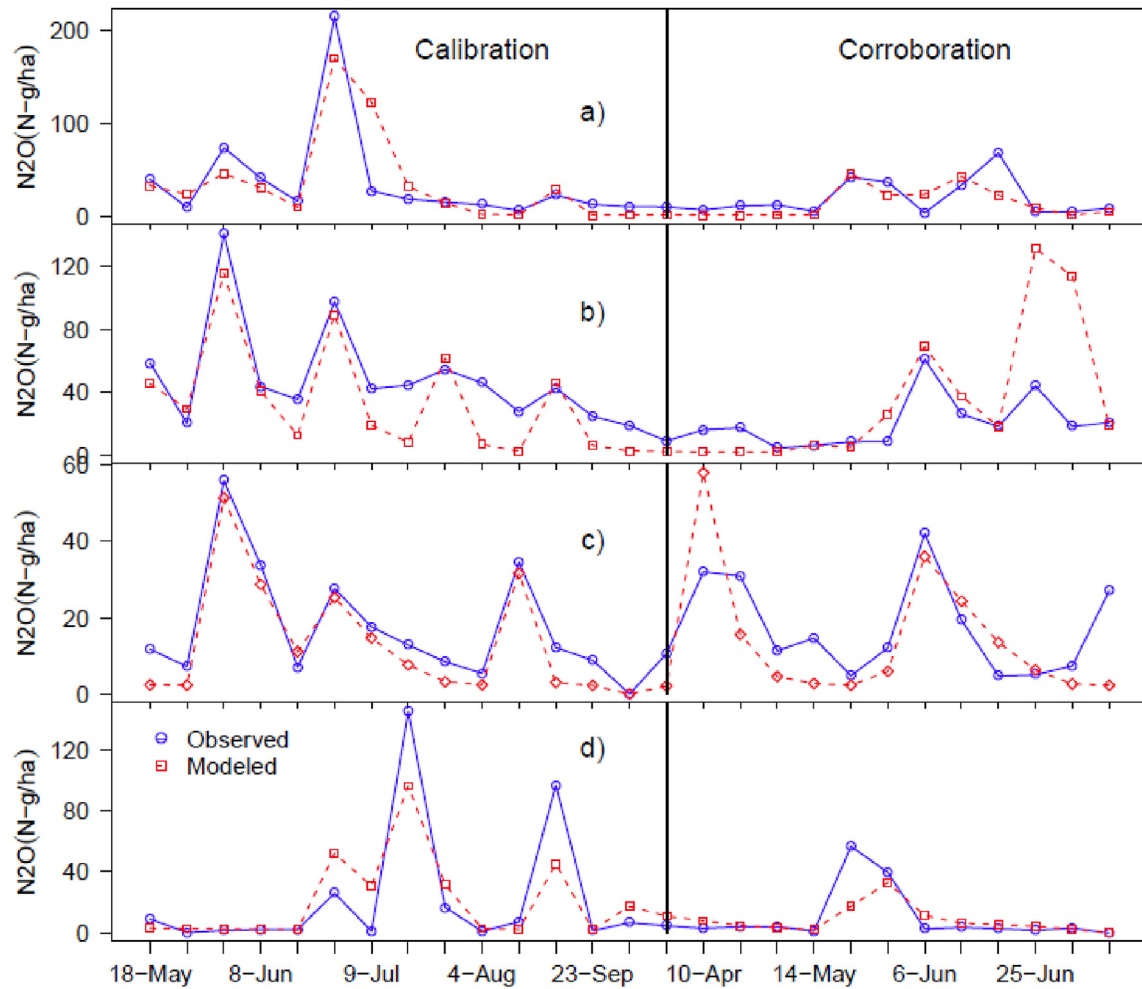 Calibration
Corroboration
N2O(N−g/ha)
200
100
0
a)
N2O(N−g/ha)
120
80
40
0
b)
N2O(N−g/ha)
60
40
20
0
c)
N2O(N−g/ha)
120
80
40
0
d)
Observed
Modeled
18−May
8−Jun
9−Jul
4−Aug
23−Sep
10−Apr
14−May
6−Jun
25−Jun